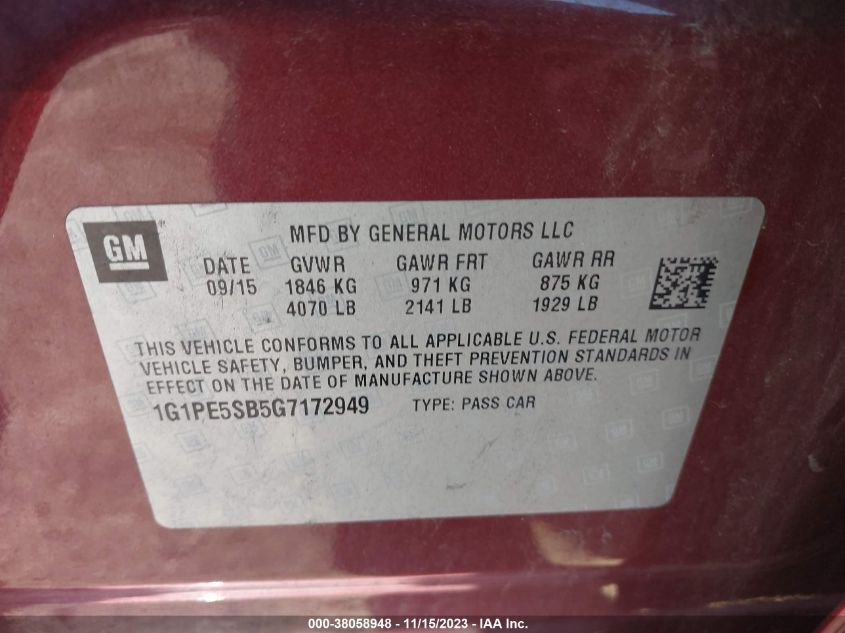 GM
MFD BY GENERAL MOTORS LLC
DATE GVWR GAWR FRT GAWR RR
09/15 1846 KG 971 KG 875 KG
4070 LB 2141 LB 1929 LB
THIS VEHICLE CONFORMS TO ALL APPLICABLE U.S. FEDERAL MOTOR
VEHICLE SAFETY, BUMPER, AND THEFT PREVENTION STANDARDS IN
EFFECT ON THE DATE OF MANUFACTURE SHOWN ABOVE.
1G1PE5SB5G7172949 TYPE: PASS CAR
000-38058948 - 11/15/2023 - IAA Inc.